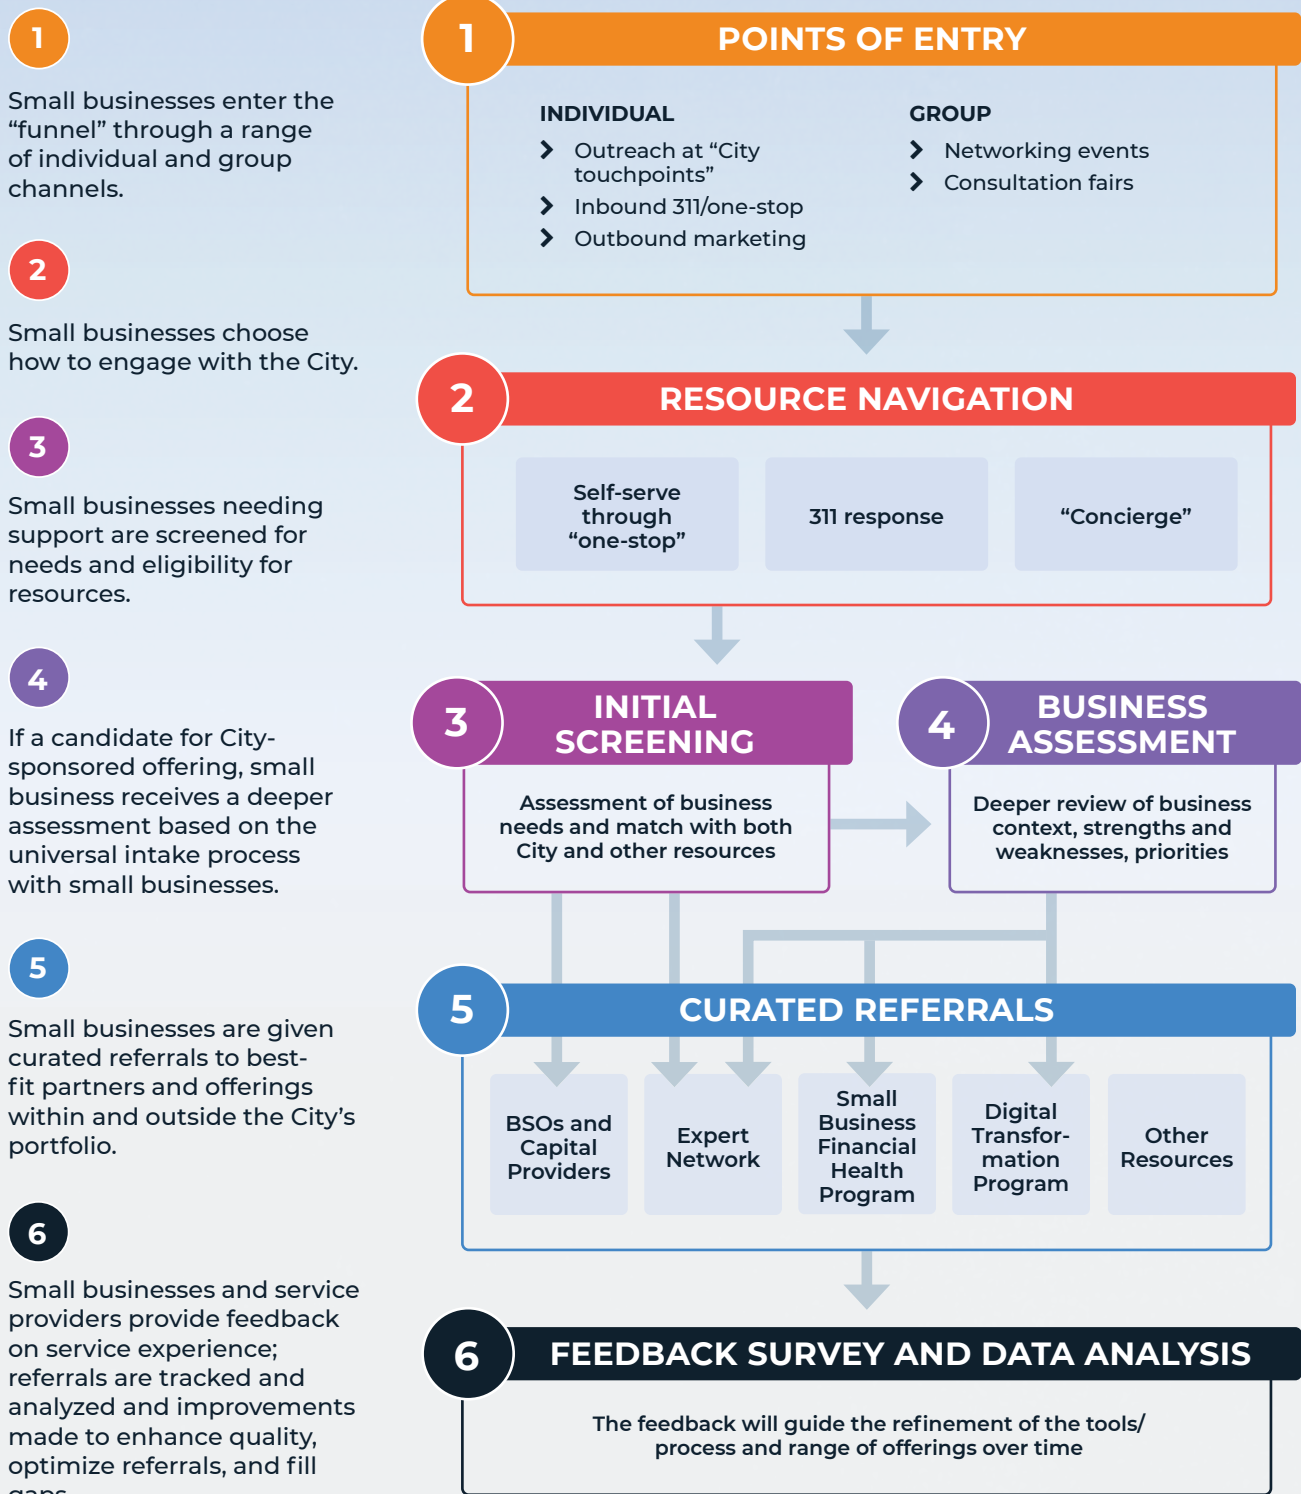 1
Small businesses enter the
“funnel” through a range
of individual and group
channels.
2
Small businesses choose
how to engage with the City.
3
Small businesses needing
support are screened for
needs and eligibility for
resources.
4
If a candidate for City-
sponsored offering, small
business receives a deeper
assessment based on the
universal intake process
with small businesses.
5
Small businesses are given
curated referrals to best-
fit partners and offerings
within and outside the City’s
portfolio.
6
Small businesses and service
providers provide feedback
on service experience;
referrals are tracked and
analyzed and improvements
made to enhance quality,
optimize referrals, and fill
gaps.
1
POINTS OF ENTRY
INDIVIDUAL
Outreach at “City
touchpoints”
Inbound 311/one-stop
Outbound marketing
GROUP
Networking events
Consultation fairs
2
RESOURCE NAVIGATION
Self-serve
through
“one-stop”
311 response
“Concierge”
3
INITIAL
SCREENING
Assessment of business
needs and match with both
City and other resources
4
BUSINESS
ASSESSMENT
Deeper review of business
context, strengths and
weaknesses, priorities
5
CURATED REFERRALS
BSOs and
Capital
Providers
Expert
Network
Small
Business
Financial
Health
Program
Digital
Transfor-
mation
Program
Other
Resources
6
FEEDBACK SURVEY AND DATA ANALYSIS
The feedback will guide the refinement of the tools/
process and range of offerings over time